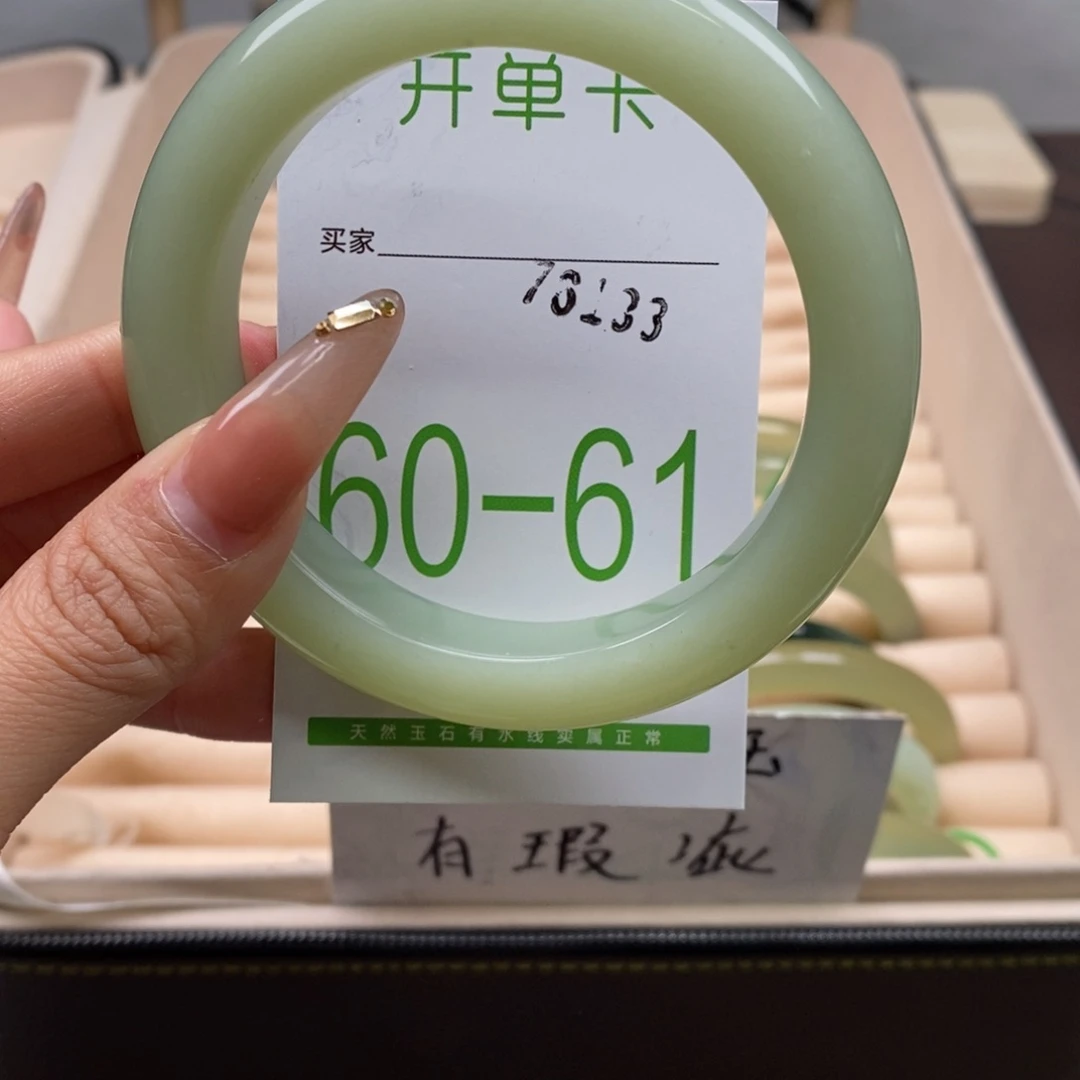 开单卡
买家
78133
60-61
天然玉石有水线实属正常
有瑕疵